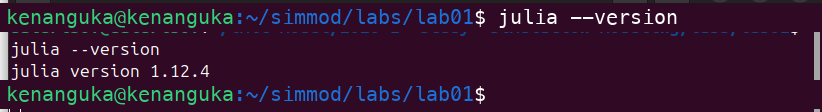 kenanguka@kenanguka:~/simmod/labs/lab01$ julia --version
julia --version
julia version 1.12.4
kenanguka@kenanguka:~/simmod/labs/lab01$